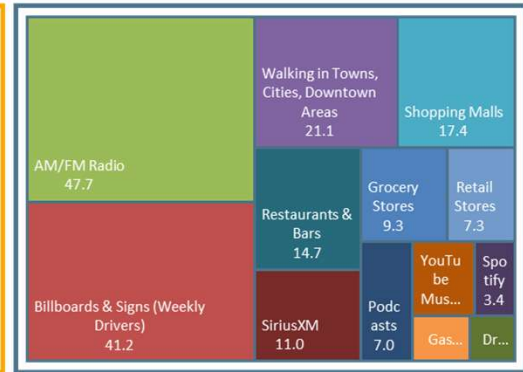 AM/FM Radio
47.7
Billboards & Signs (Weekly
Drivers)
41.2
Walking in Towns,
Cities, Downtown
Areas
21.1
Shopping Malls
17.4
Restaurants &
Bars
14.7
SiriusXM
11.0
Grocery
Stores
9.3
Retail
Stores
7.3
Podc
asts
7.0
YouTu
be
Mus...
Spo
tify
3.4
Gas...
Dr...